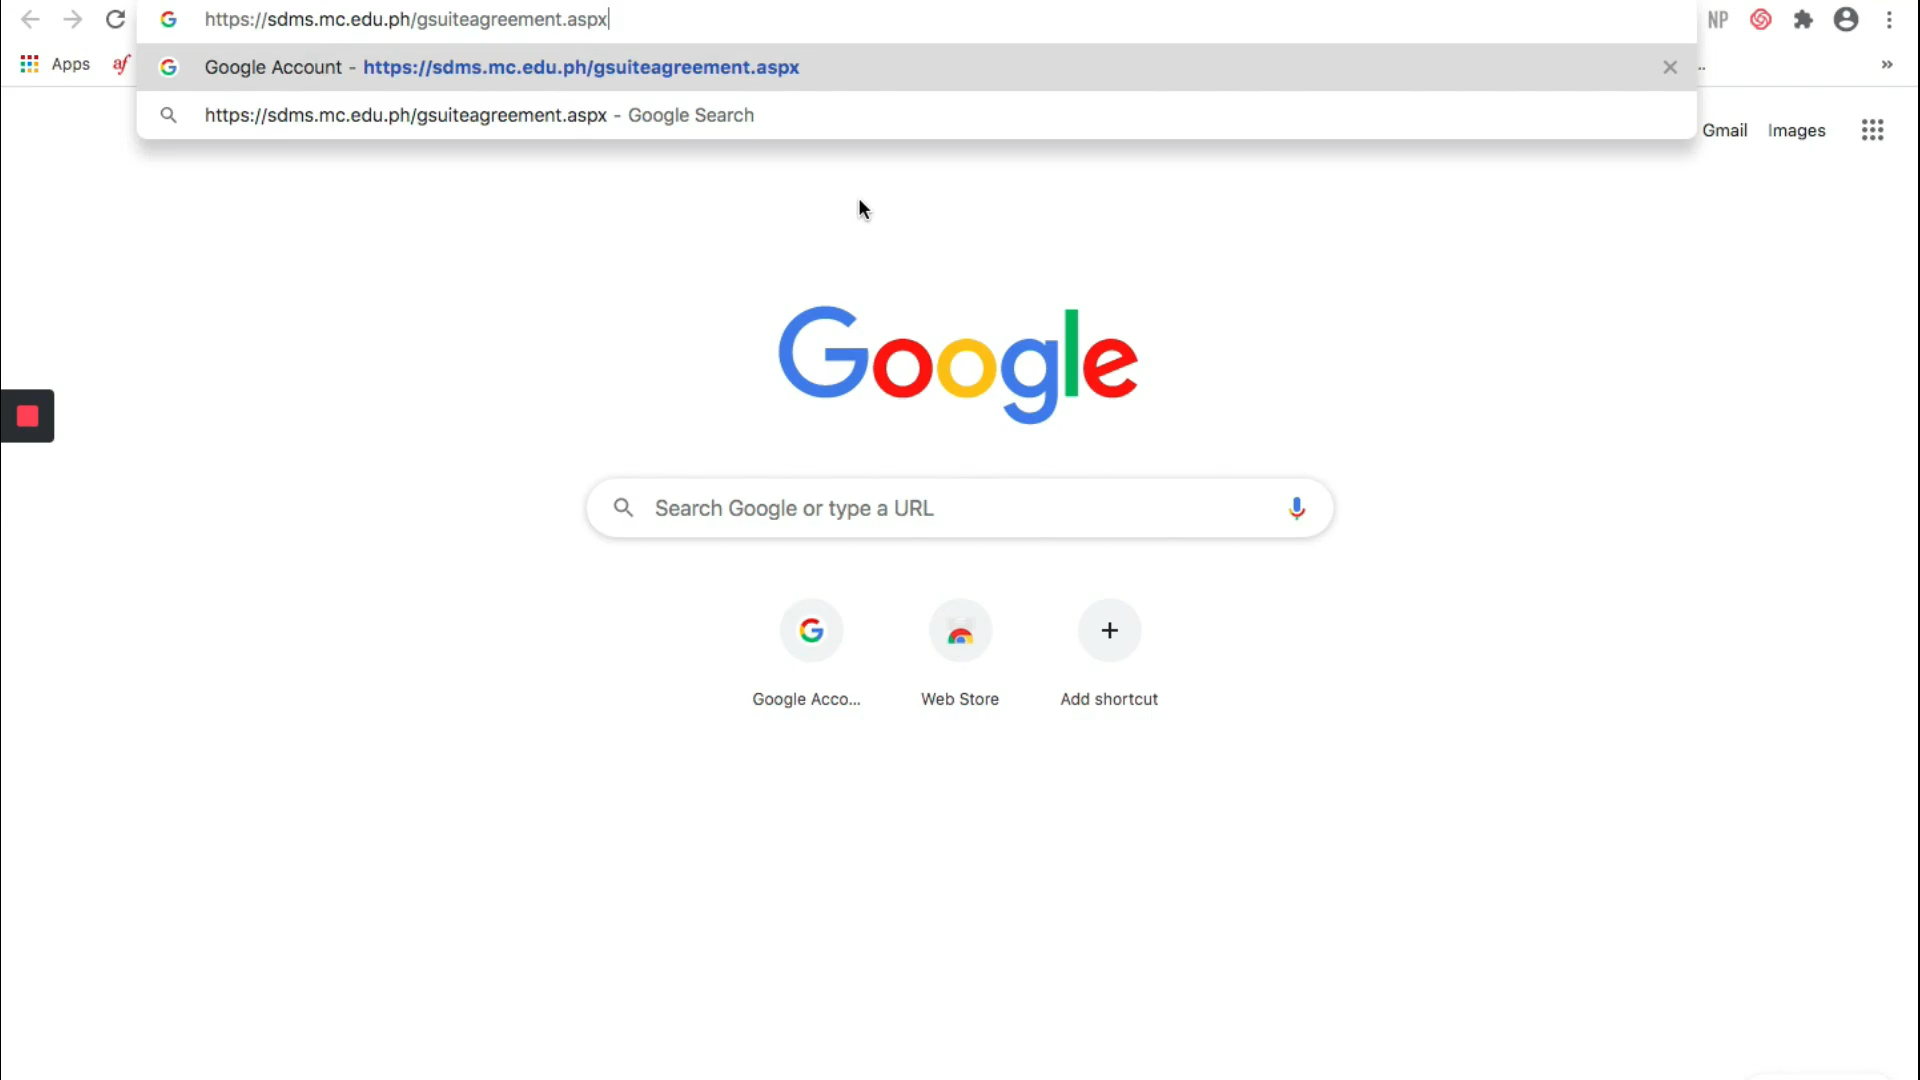 https://sdms.mc.edu.ph/gsuiteagreement.aspx
NP
Apps af
Google Account - https://sdms.mc.edu.ph/gsuiteagreement.aspx
..
»
https://sdms.mc.edu.ph/gsuiteagreement.aspx - Google Search
Gmail Images
Google
Search Google or type a URL
Google Acco... Web Store Add shortcut